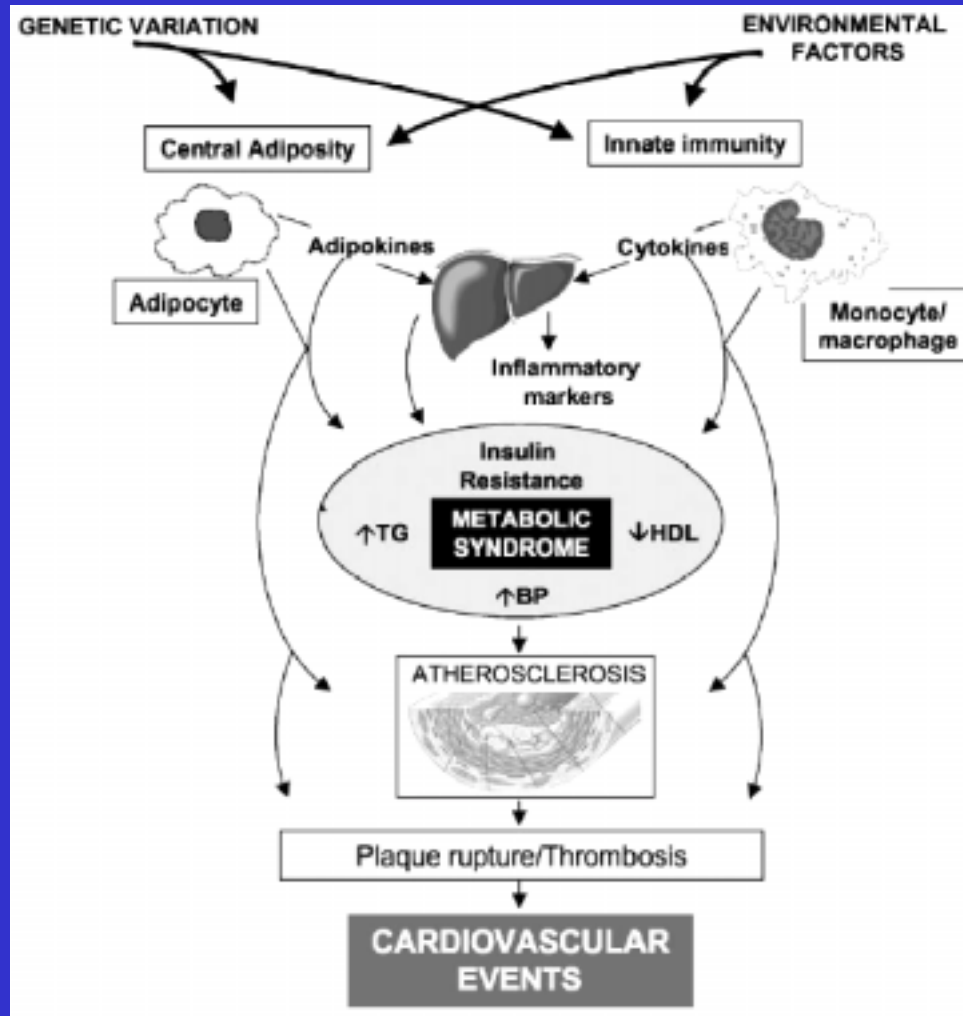 GENETIC VARIATION
ENVIRONMENTAL
FACTORS
Central Adiposity
Innate immunity
Adipokines
Cytokines
Adipocyte
Monocyte/
macrophage
Inflammatory
markers
Insulin
Resistance
↑TG
METABOLIC
SYNDROME
↓HDL
↑BP
ATHEROSCLEROSIS
Plaque rupture/Thrombosis
CARDIOVASCULAR
EVENTS